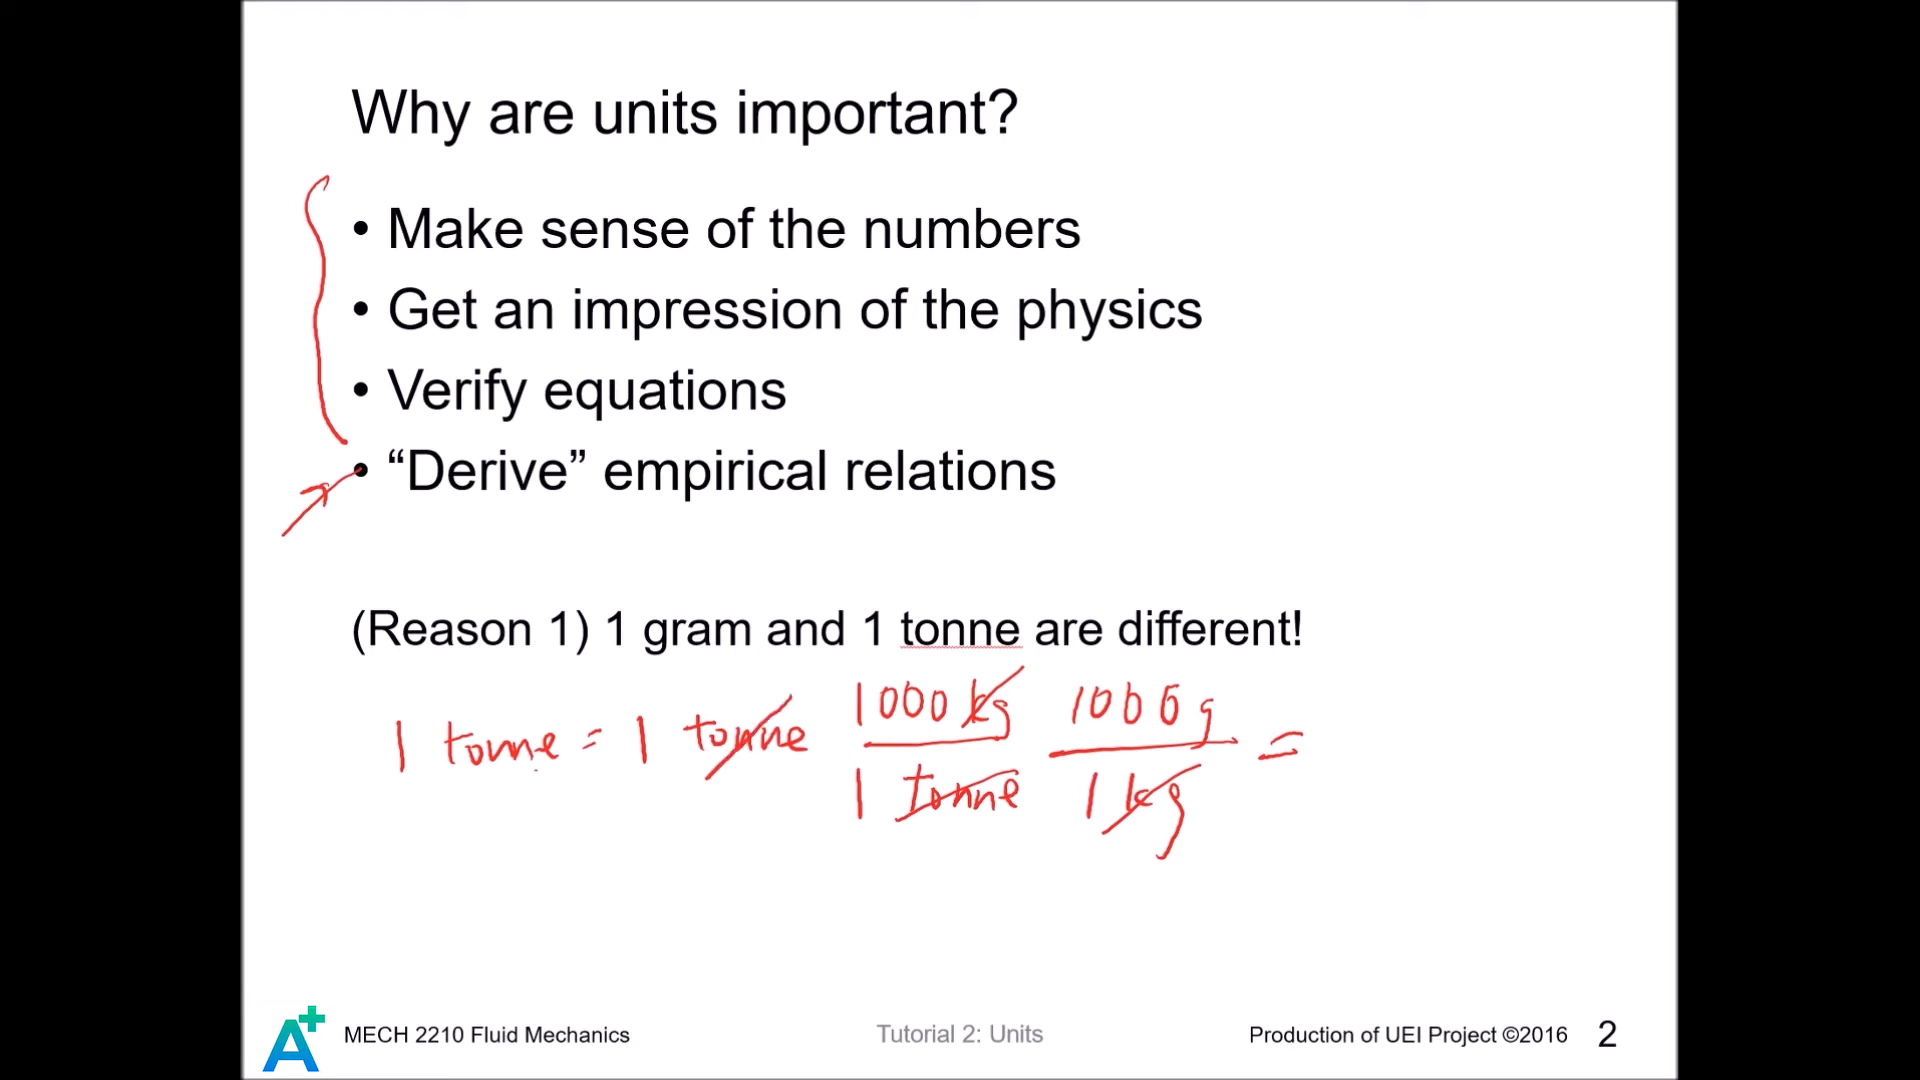 Why are units important?
• Make sense of the numbers
• Get an impression of the physics
• Verify equations
• “Derive” empirical relations
(Reason 1) 1 gram and 1 tonne are different!
1 tonne = 1 tonne 1000 kg / 1 tonne 1000 g / 1 kg =
A+ MECH 2210 Fluid Mechanics Tutorial 2: Units Production of UEI Project ©2016 2